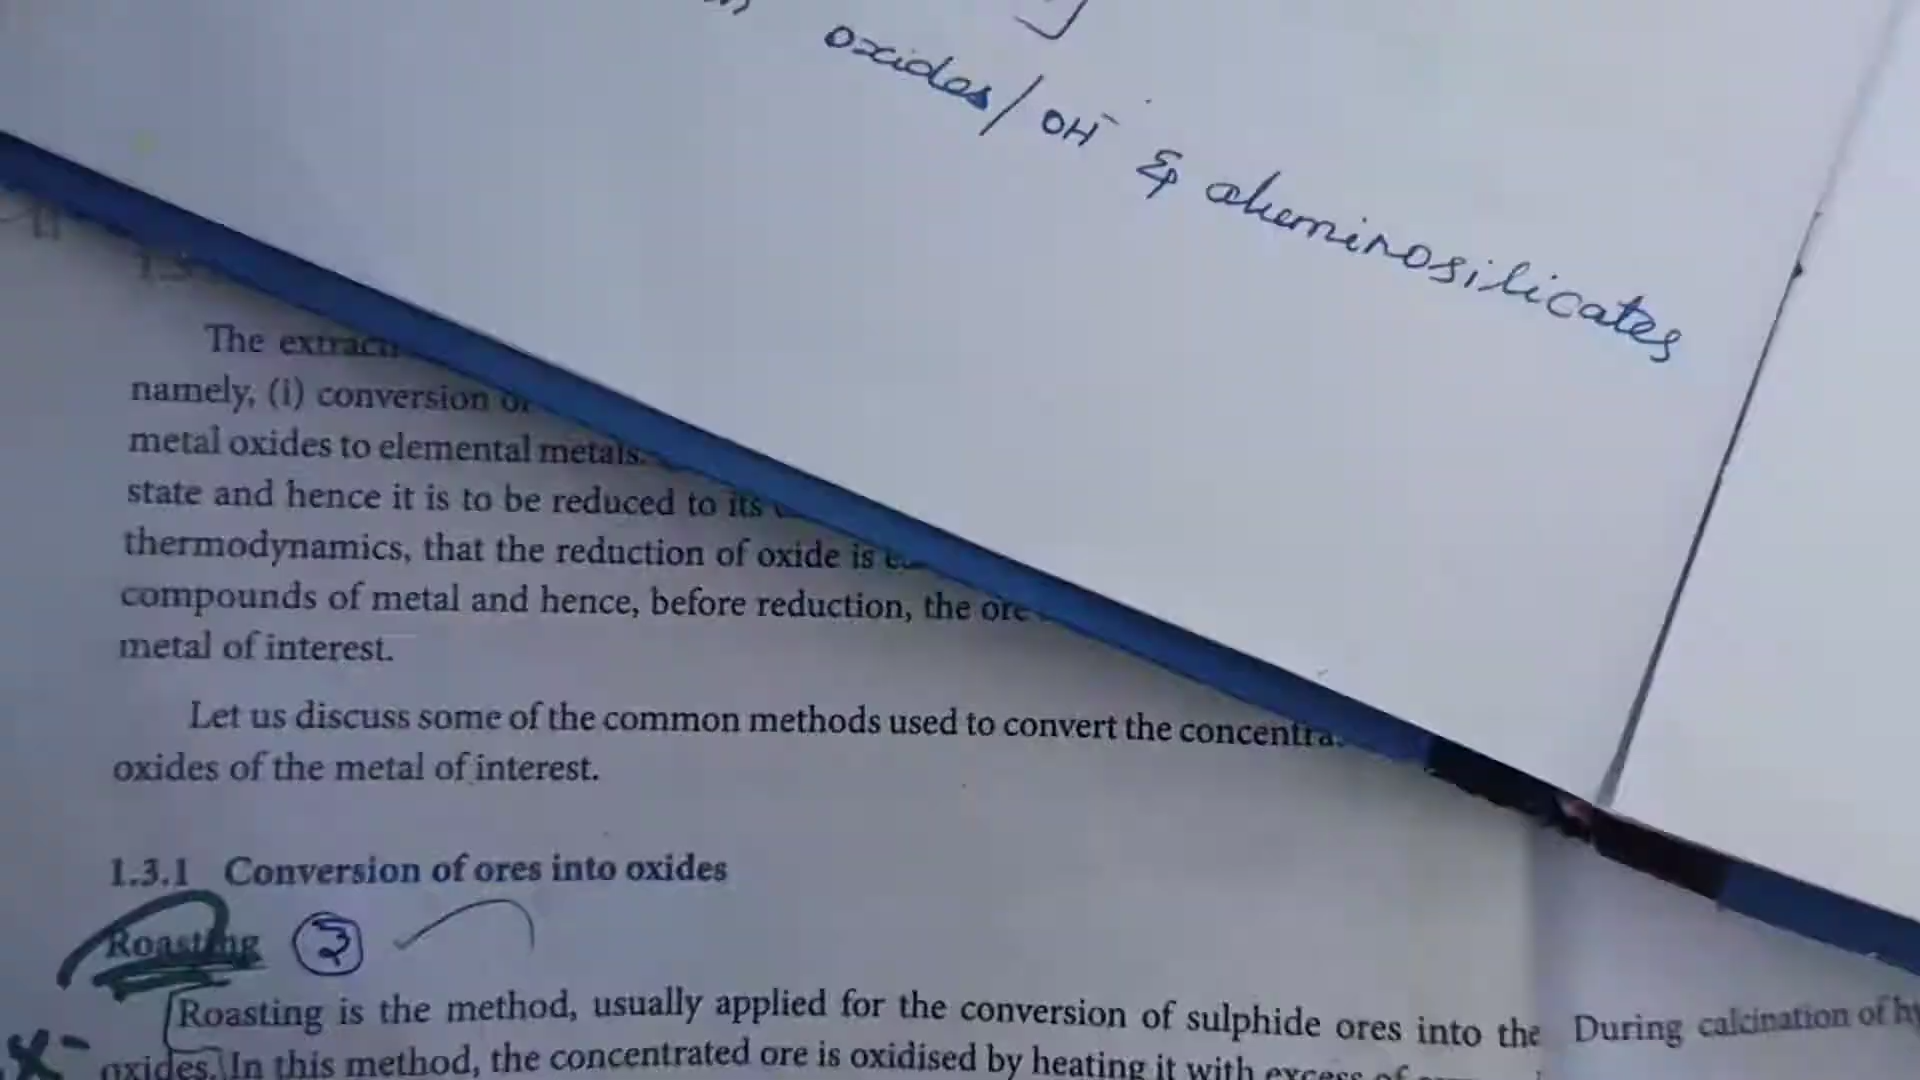 oxides/OH⁻ & aluminosilicates
The extracti
namely, (i) conversion of
metal oxides to elemental metals.
state and hence it is to be reduced to its
thermodynamics, that the reduction of oxide is
compounds of metal and hence, before reduction, the ore
metal of interest.
Let us discuss some of the common methods used to convert the concentra
oxides of the metal of interest.
1.3.1 Conversion of ores into oxides
Roasting 2
Roasting is the method, usually applied for the conversion of sulphide ores into the
oxides. In this method, the concentrated ore is oxidised by heating it with excess of
During calcination of hy